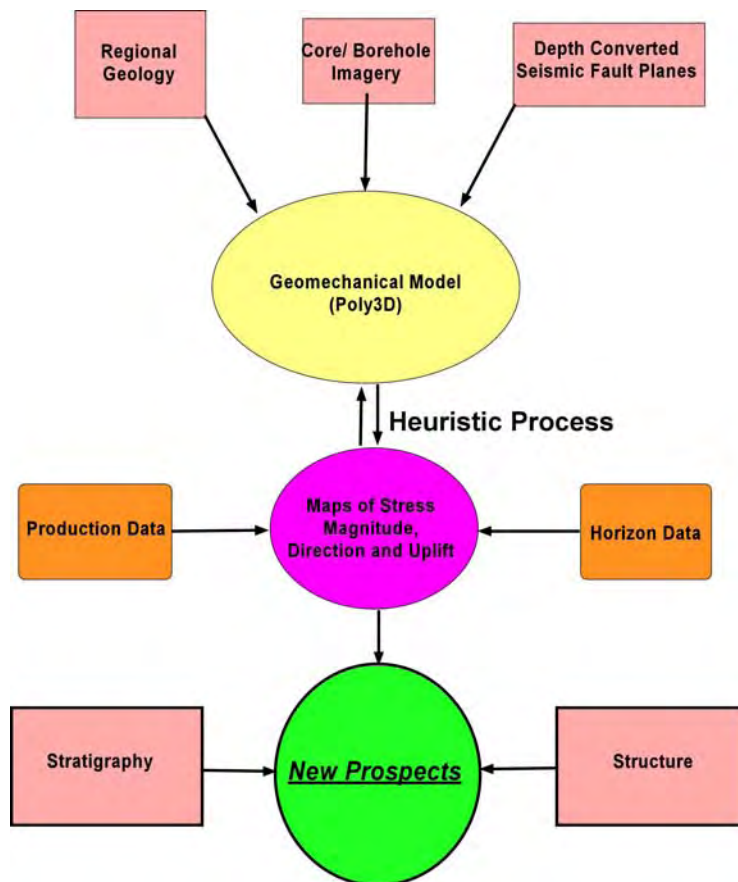 Regional
Geology
Core/ Borehole
Imagery
Depth Converted
Seismic Fault Planes
Geomechanical Model
(Poly3D)
Heuristic Process
Production Data
Maps of Stress
Magnitude,
Direction and Uplift
Horizon Data
Stratigraphy
New Prospects
Structure